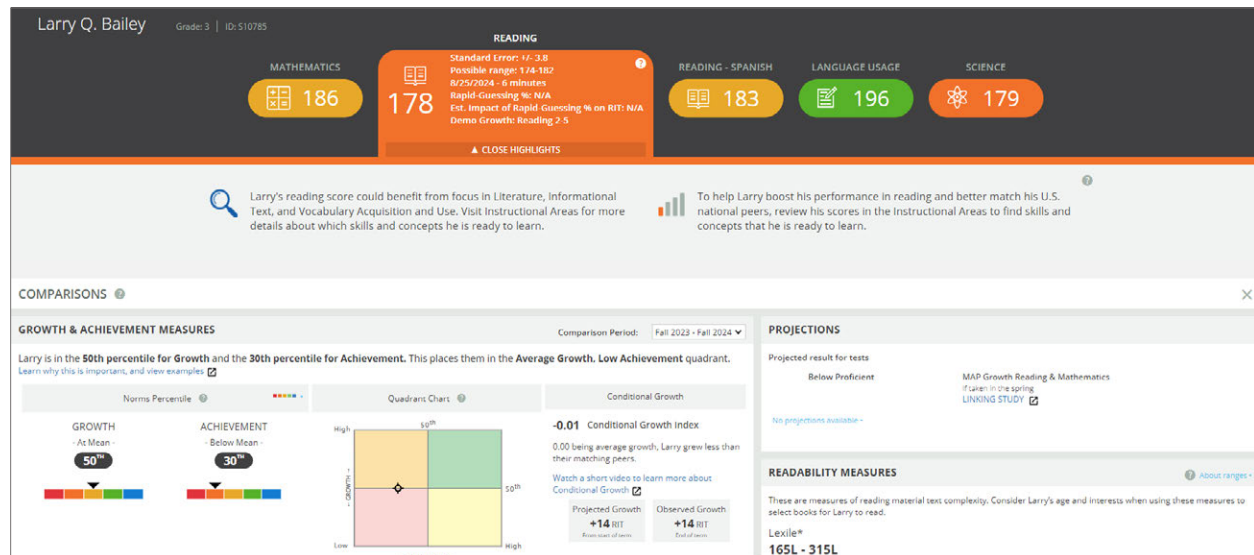 Larry Q. Bailey
Grade: 3 | ID: S10785
MATHEMATICS
186
READING
178
Standard Error: +/- 3.8
Possible range: 174-182
8/25/2024 - 6 minutes
Rapid-Guessing %: N/A
Est. Impact of Rapid-Guessing % on RIT: N/A
Demo Growth: Reading 2-5
▲ CLOSE HIGHLIGHTS
READING - SPANISH
183
LANGUAGE USAGE
196
SCIENCE
179
Larry's reading score could benefit from focus in Literature, Informational
Text, and Vocabulary Acquisition and Use. Visit Instructional Areas for more
details about which skills and concepts he is ready to learn.
To help Larry boost his performance in reading and better match his U.S.
national peers, review his scores in the Instructional Areas to find skills and
concepts that he is ready to learn.
COMPARISONS
GROWTH & ACHIEVEMENT MEASURES
Comparison Period: Fall 2023 - Fall 2024
Larry is in the 50th percentile for Growth and the 30th percentile for Achievement. This places them in the Average Growth, Low Achievement quadrant.
Learn why this is important, and view examples
Norms Percentile
GROWTH
- At Mean -
50TH
ACHIEVEMENT
- Below Mean -
30TH
Quadrant Chart
High
50th
GROWTH
50th
Low
High
Conditional Growth
-0.01 Conditional Growth Index
0.00 being average growth, Larry grew less than
their matching peers.
Watch a short video to learn more about
Conditional Growth
Projected Growth
+14 RIT
From start of term
Observed Growth
+14 RIT
End of term
PROJECTIONS
Projected result for tests
Below Proficient
MAP Growth Reading & Mathematics
if taken in the spring
LINKING STUDY
No projections available
READABILITY MEASURES
About ranges
These are measures of reading material text complexity. Consider Larry's age and interests when using these measures to
select books for Larry to read.
Lexile*
165L - 315L